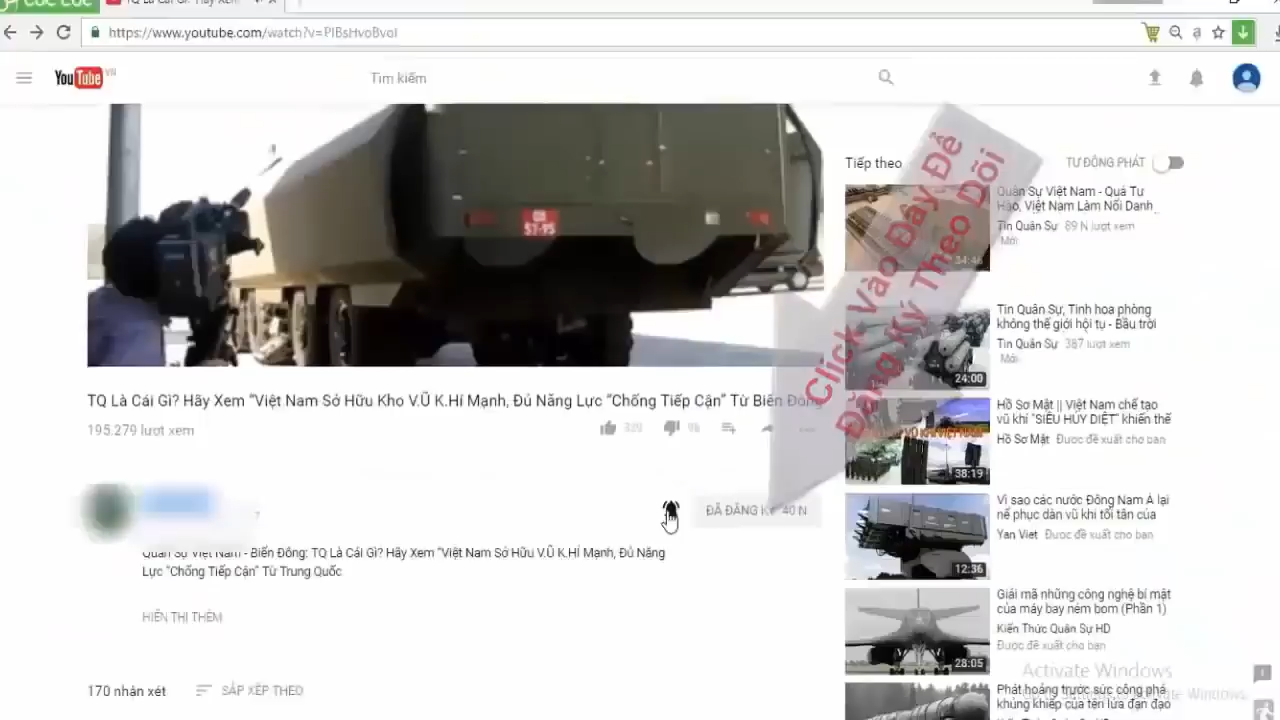 https://www.youtube.com/watch?v=PIBsHvoBvoI
YouTube VN
Tìm kiếm
57-95
Click Vào Đây Để
Đăng Ký Theo Dõi
TQ Là Cái Gì? Hãy Xem “Việt Nam Sở Hữu Kho V.Ũ K.Hí Mạnh, Đủ Năng Lực “Chống Tiếp Cận” Từ Biển Đông
195.279 lượt xem
329
96
ĐÃ ĐĂNG KÝ 40 N
Quân Sự Việt Nam - Biển Đông: TQ Là Cái Gì? Hãy Xem “Việt Nam Sở Hữu V.Ũ K.HÍ Mạnh, Đủ Năng
Lực “Chống Tiếp Cận” Từ Trung Quốc
HIỂN THỊ THÊM
170 nhận xét
SẮP XẾP THEO
Tiếp theo
TỰ ĐỘNG PHÁT
Quân Sự Việt Nam - Quá Tự
Hào, Việt Nam Làm Nổi Danh
Tin Quân Sự 89 N lượt xem
Mới
34:46
Tin Quân Sự, Tinh hoa phòng
không thế giới hội tụ - Bầu trời
Tin Quân Sự 387 lượt xem
Mới
24:00
Hồ Sơ Mật || Việt Nam chế tạo
vũ khí "SIÊU HỦY DIỆT" khiến thế
Hồ Sơ Mật Được đề xuất cho bạn
38:19
Vì sao các nước Đông Nam Á lại
nể phục dàn vũ khí tối tân của
Yan Viet Được đề xuất cho bạn
12:36
Giải mã những công nghệ bí mật
của máy bay ném bom (Phần 1)
Kiến Thức Quân Sự HD
Được đề xuất cho bạn
28:05
Activate Windows
Phát hoảng trước sức công phá
khủng khiếp của tên lửa đạn đạo